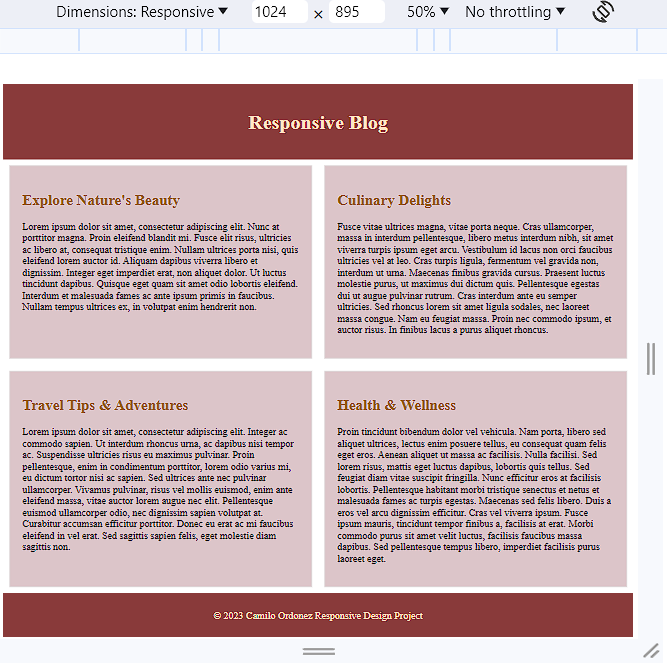 Dimensions: Responsive ▼ 1024 × 895 50% ▼ No throttling ▼
Responsive Blog
Explore Nature's Beauty
Lorem ipsum dolor sit amet, consectetur adipiscing elit. Nunc at
porttitor magna. Proin eleifend blandit mi. Fusce elit risus, ultricies
ac libero at, consequat tristique enim. Nullam ultrices porta nisi, quis
eleifend lorem auctor id. Aliquam dapibus viverra libero et
dignissim. Integer eget imperdiet erat, non aliquet dolor. Ut luctus
tincidunt dapibus. Quisque eget quam sit amet odio lobortis eleifend.
Interdum et malesuada fames ac ante ipsum primis in faucibus.
Nullam tempus ultrices ex, in volutpat enim hendrerit non.
Culinary Delights
Fusce vitae ultrices magna, vitae porta neque. Cras ullamcorper,
massa in interdum pellentesque, libero metus interdum nibh, sit amet
viverra turpis ipsum eget arcu. Vestibulum id lacus non orci faucibus
ultricies vel at leo. Cras turpis ligula, fermentum vel gravida non,
interdum ut urna. Maecenas finibus gravida cursus. Praesent luctus
molestie purus, ut maximus dui dictum quis. Pellentesque egestas
dui ut augue pulvinar rutrum. Cras interdum ante eu semper
ultricies. Sed rhoncus lorem sit amet ligula sodales, nec laoreet
massa congue. Nam eu feugiat massa. Proin nec commodo ipsum, et
auctor risus. In finibus lacus a purus aliquet rhoncus.
Travel Tips & Adventures
Lorem ipsum dolor sit amet, consectetur adipiscing elit. Integer ac
commodo sapien. Ut interdum rhoncus urna, ac dapibus nisi tempor
ac. Suspendisse ultricies risus eu maximus pulvinar. Proin
pellentesque, enim in condimentum porttitor, lorem odio varius mi,
eu dictum tortor nisi ac sapien. Sed ultrices ante nec pulvinar
ullamcorper. Vivamus pulvinar, risus vel mollis euismod, enim ante
eleifend massa, vitae auctor lorem augue nec elit. Pellentesque
euismod ullamcorper odio, nec dignissim sapien volutpat at.
Curabitur accumsan efficitur porttitor. Donec eu erat ac mi faucibus
eleifend in vel erat. Sed sagittis sapien felis, eget molestie diam
sagittis non.
Health & Wellness
Proin tincidunt bibendum dolor vel vehicula. Nam porta, libero sed
aliquet ultrices, lectus enim posuere tellus, eu consequat quam felis
eget eros. Aenean aliquet ut massa ac facilisis. Nulla facilisi. Sed
lorem risus, mattis eget luctus dapibus, lobortis quis tellus. Sed
feugiat diam vitae suscipit fringilla. Nunc efficitur eros at facilisis
lobortis. Pellentesque habitant morbi tristique senectus et netus et
malesuada fames ac turpis egestas. Maecenas sed felis libero. Duis a
eros vel arcu dignissim efficitur. Cras vel viverra ipsum. Fusce
ipsum mauris, tincidunt tempor finibus a, facilisis at erat. Morbi
commodo purus sit amet velit luctus, facilisis faucibus massa
dapibus. Sed pellentesque tempus libero, imperdiet facilisis purus
laoreet eget.
© 2023 Camilo Ordonez Responsive Design Project